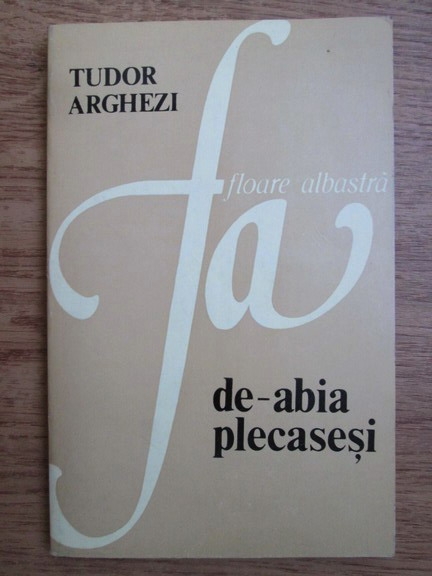 TUDOR
ARGHEZI
floare albastră
fa
de-abia
plecaseși